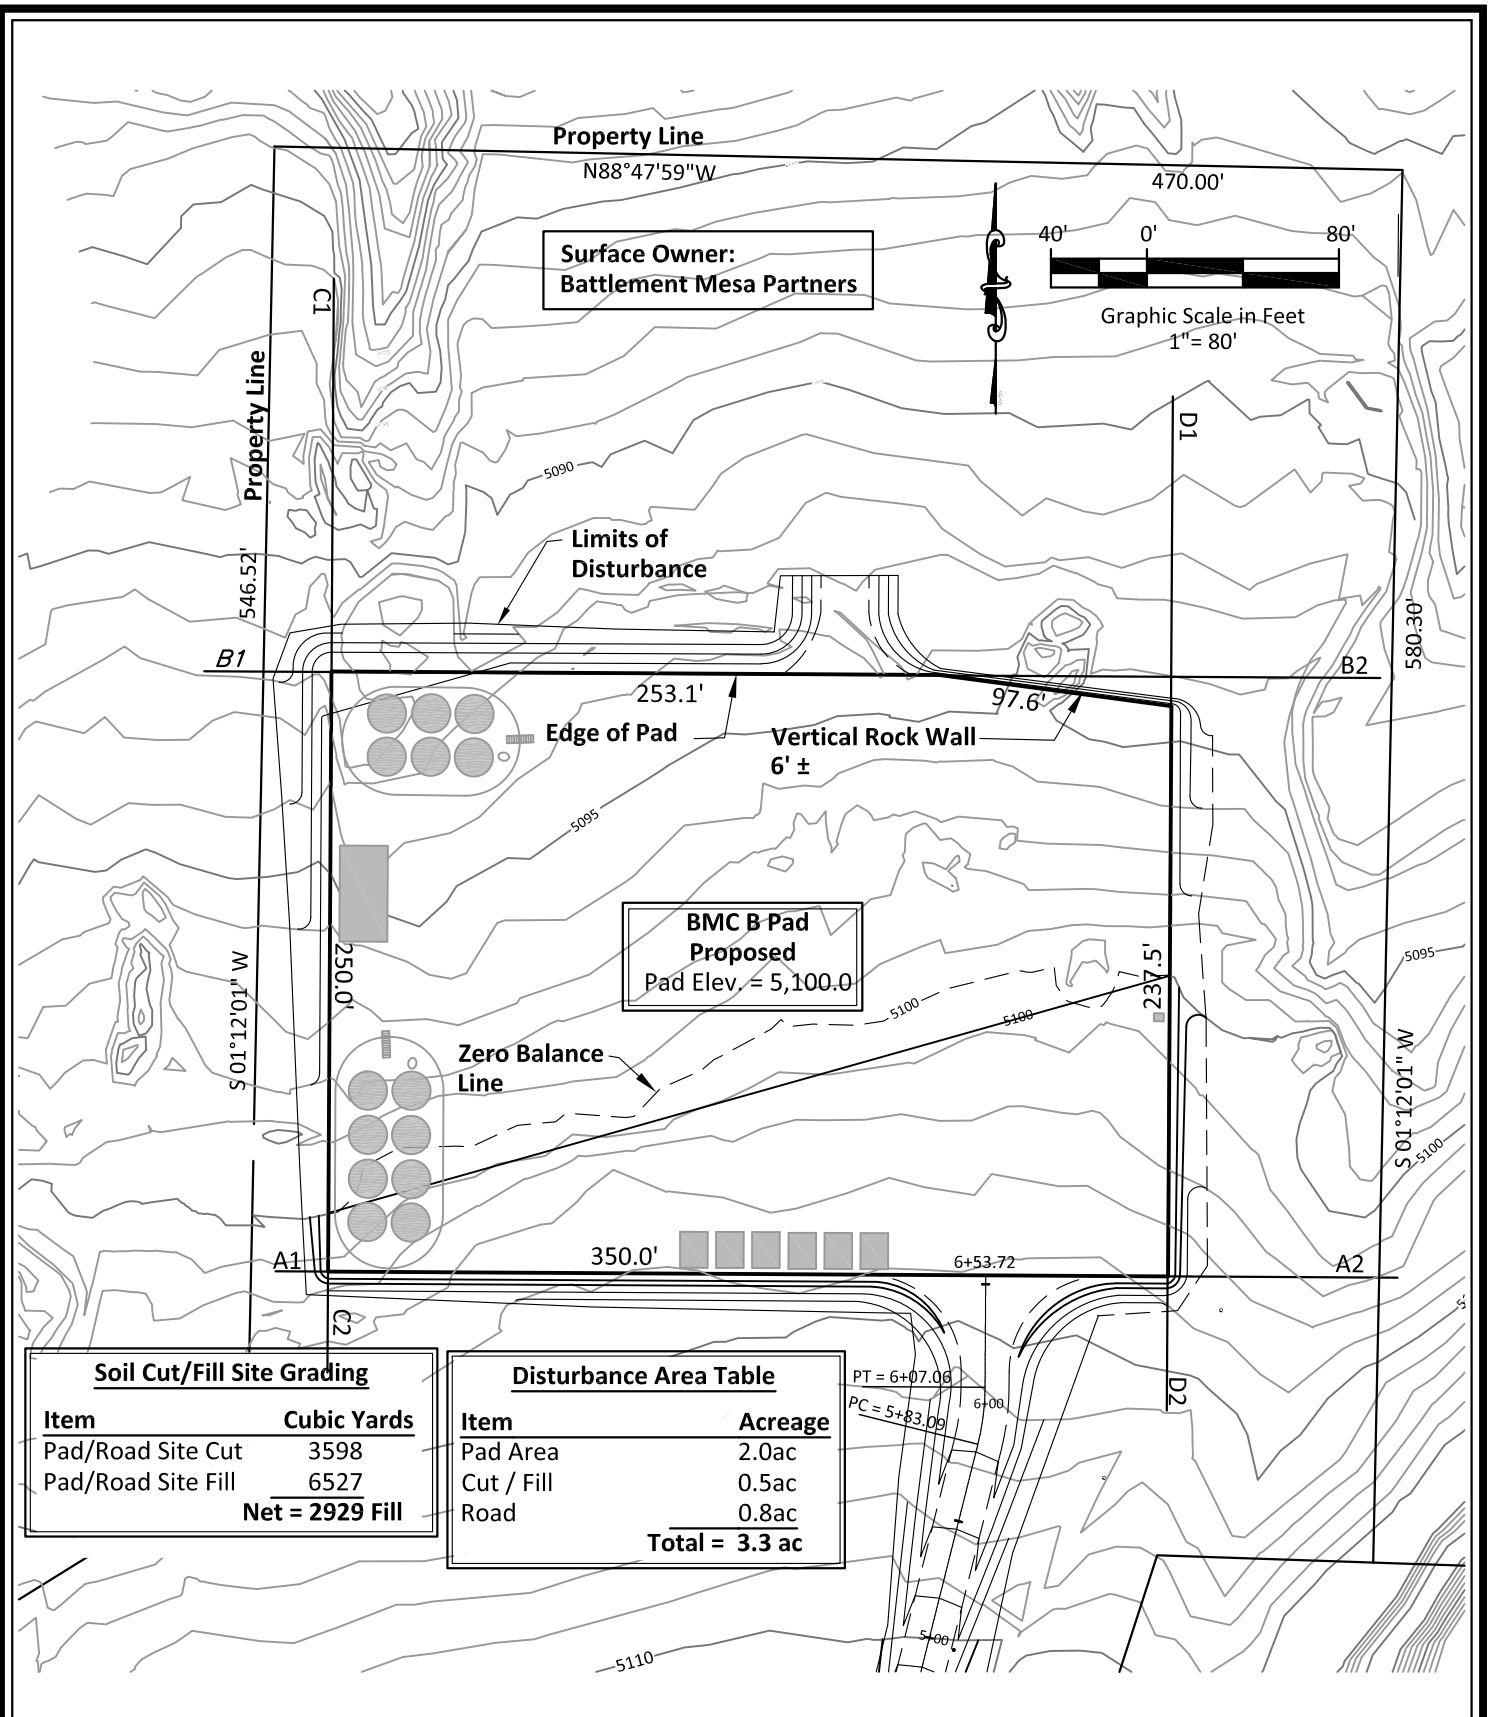 Property Line
N88°47'59"W
470.00'
Surface Owner:
Battlement Mesa Partners
40' 0' 80'
Graphic Scale in Feet
1"= 80'
C1
D1
Property Line
5090
546.52'
Limits of
Disturbance
580.30'
B1
B2
253.1'
97.6'
Edge of Pad
Vertical Rock Wall
6' ±
5095
BMC B Pad
Proposed
Pad Elev. = 5,100.0
250.0'
237.5'
5095
S 01°12'01" W
5100
5100
Zero Balance
Line
S 01°12'01" W
5100
A1
350.0'
6+53.72
A2
C2
D2
Soil Cut/Fill Site Grading
Item Cubic Yards
Pad/Road Site Cut 3598
Pad/Road Site Fill 6527
Net = 2929 Fill
Disturbance Area Table
Item Acreage
Pad Area 2.0ac
Cut / Fill 0.5ac
Road 0.8ac
Total = 3.3 ac
PT = 6+07.06
6+00
PC = 5+83.09
5+00
5110